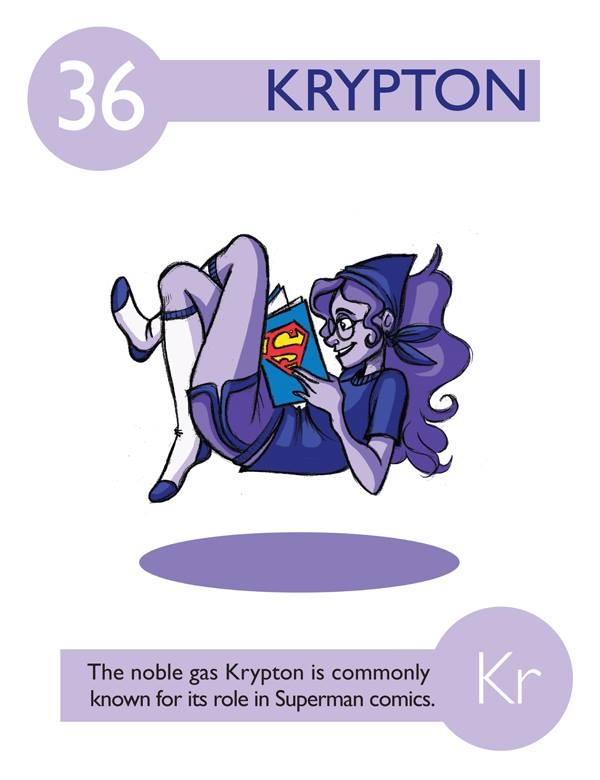 36
KRYPTON
The noble gas Krypton is commonly
known for its role in Superman comics.
Kr